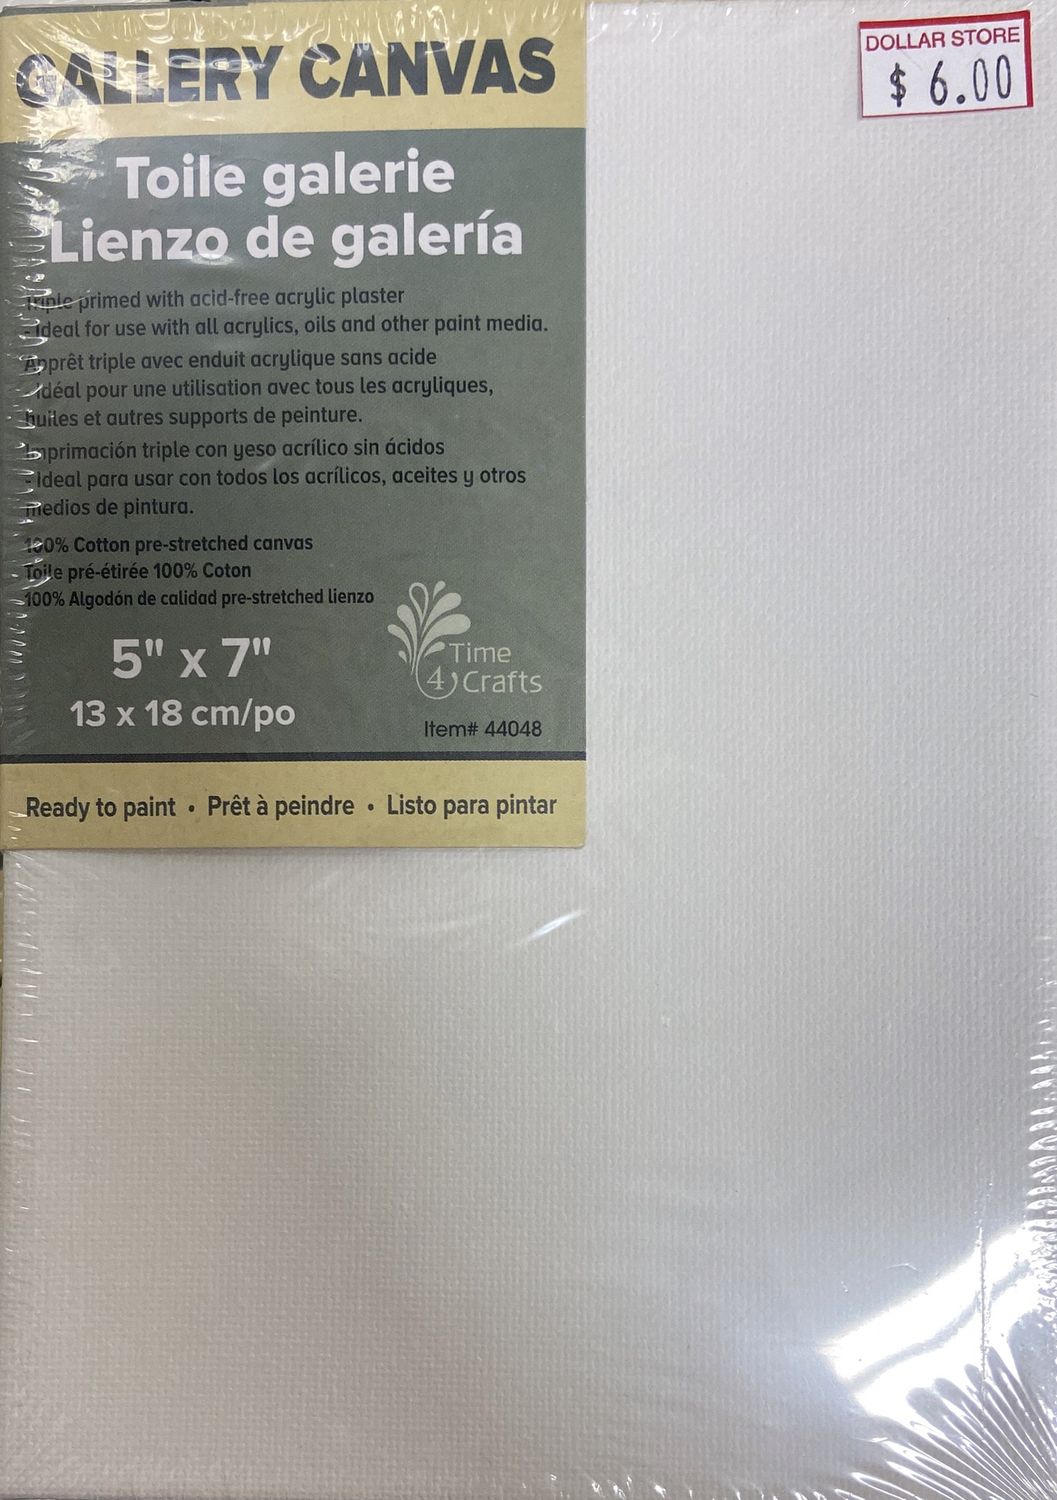 GALLERY CANVAS
DOLLAR STORE
$ 6.00
Toile galerie
Lienzo de galería
Triple primed with acid-free acrylic plaster
- Ideal for use with all acrylics, oils and other paint media.
Apprêt triple avec enduit acrylique sans acide
- Idéal pour une utilisation avec tous les acryliques,
huiles et autres supports de peinture.
Imprimación triple con yeso acrílico sin ácidos
- Ideal para usar con todos los acrílicos, aceites y otros
medios de pintura.
100% Cotton pre-stretched canvas
Toile pré-étirée 100% Coton
100% Algodón de calidad pre-stretched lienzo
5" x 7"
13 x 18 cm/po
Time
4 Crafts
Item# 44048
Ready to paint • Prêt à peindre • Listo para pintar